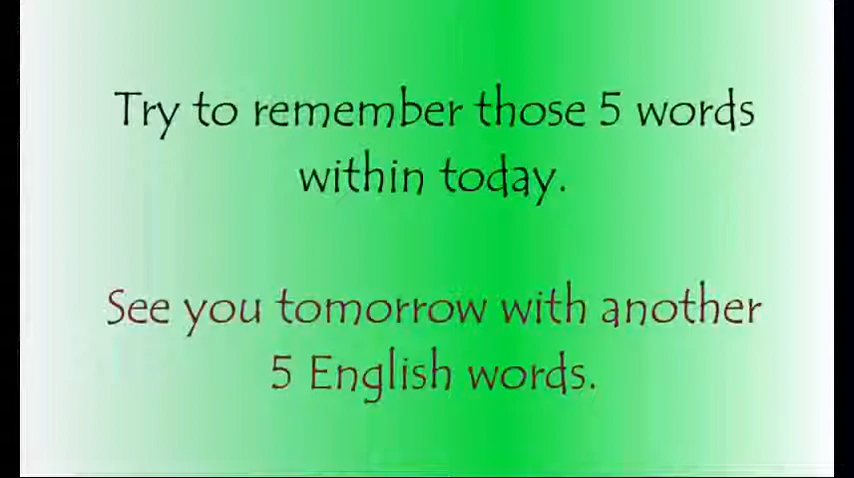 Try to remember those 5 words
within today.
See you tomorrow with another
5 English words.